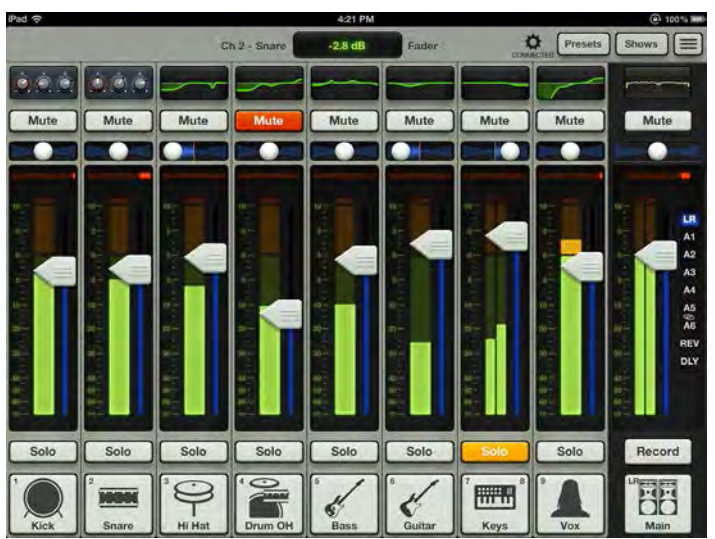 iPad 4:21 PM 100%
Ch 2 - Snare -2.8 dB Fader CONNECTED Presets Shows
Mute Mute Mute Mute Mute Mute Mute Mute Mute
LR
A1
A2
A3
A4
A5
A6
REV
DLY
Solo Solo Solo Solo Solo Solo Solo Solo Record
1 2 3 4 5 6 7 8 9 LR
Kick Snare Hi Hat Drum OH Bass Guitar Keys Vox Main